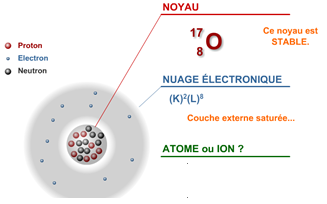 NOYAU
17
8 O
Ce noyau est
STABLE.
Proton
Electron
Neutron
NUAGE ÉLECTRONIQUE
(K)²(L)⁸
Couche externe saturée...
ATOME ou ION ?